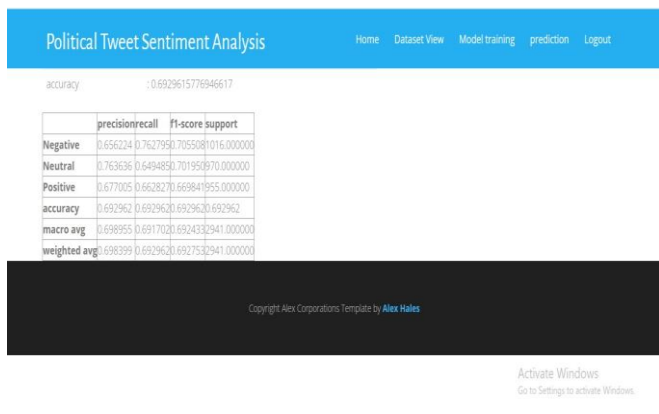 Political Tweet Sentiment Analysis Home Dataset View Model training prediction Logout
accuracy : 0.6929615776946617
precision recall f1-score support
Negative 0.656224 0.762795 0.705508 1016.000000
Neutral 0.763636 0.649485 0.701950 970.000000
Positive 0.677005 0.662827 0.669841 955.000000
accuracy 0.692962 0.692962 0.692962 0.692962
macro avg 0.698955 0.691702 0.692433 2941.000000
weighted avg 0.698399 0.692962 0.692753 2941.000000
Copyright Alex Corporations Template by Alex Hales
Activate Windows
Go to Settings to activate Windows.